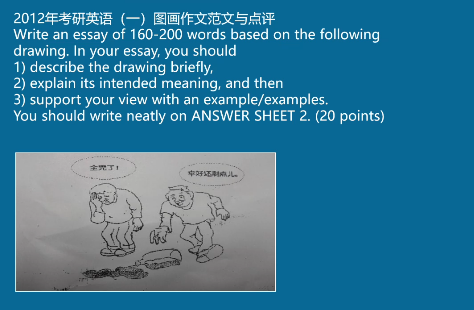 2012年考研英语（一）图画作文范文与点评
Write an essay of 160-200 words based on the following
drawing. In your essay, you should
1) describe the drawing briefly,
2) explain its intended meaning, and then
3) support your view with an example/examples.
You should write neatly on ANSWER SHEET 2. (20 points)
全完了！
幸好还剩点儿。